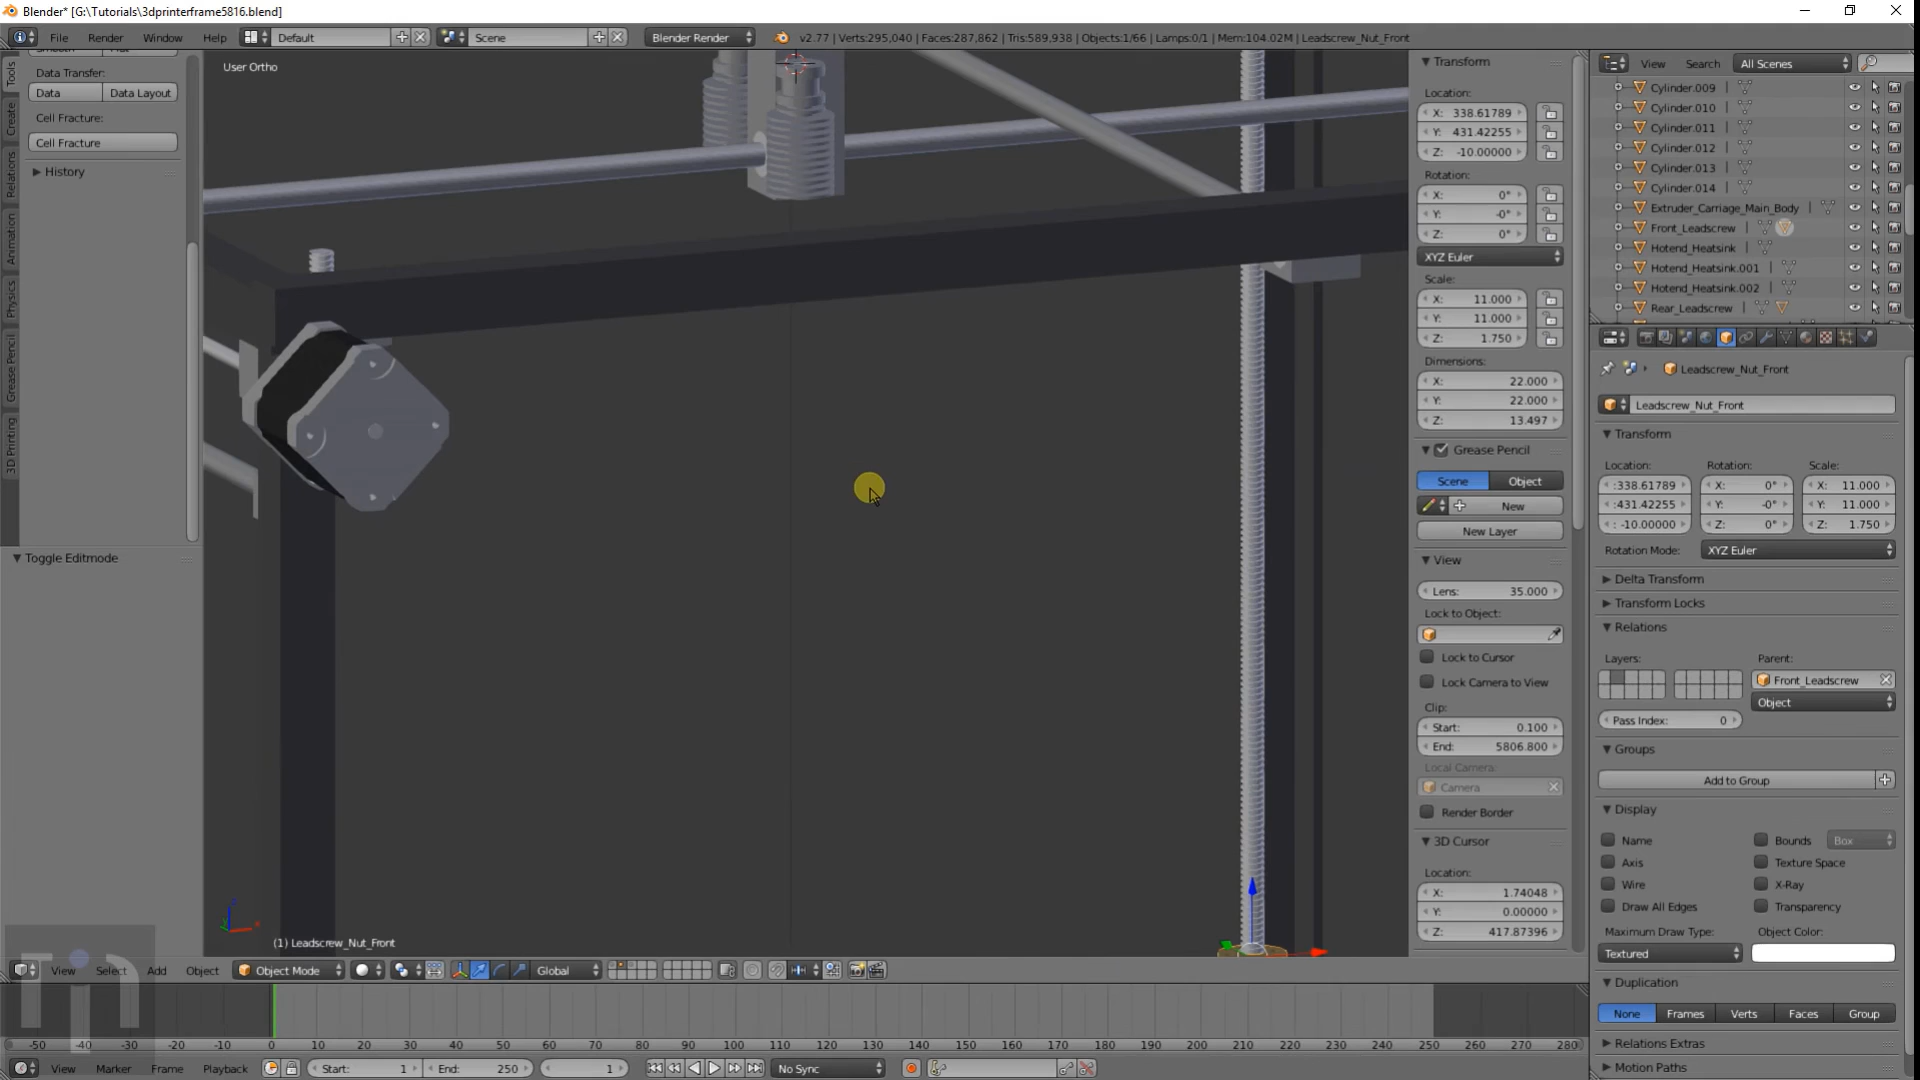 Blender* [G:\Tutorials\3dprinterframe5816.blend]
File Render Window Help Default Scene Blender Render v2.77 | Verts:295,040 | Faces:287,862 | Tris:589,938 | Objects:1/66 | Lamps:0/1 | Mem:104.02M | Leadscrew_Nut_Front
Tools
Create
Relations
Animation
Physics
Grease Pencil
3D Printing
Data Transfer:
Data Data Layout
Cell Fracture:
Cell Fracture
History
Toggle Editmode
User Ortho
(1) Leadscrew_Nut_Front
Transform
Location:
X: 338.61789
Y: 431.42255
Z: -10.00000
Rotation:
X: 0°
Y: -0°
Z: 0°
XYZ Euler
Scale:
X: 11.000
Y: 11.000
Z: 1.750
Dimensions:
X: 22.000
Y: 22.000
Z: 13.497
Grease Pencil
Scene Object
New
New Layer
View
Lens: 35.000
Lock to Object:
Lock to Cursor
Lock Camera to View
Clip:
Start: 0.100
End: 5806.800
Local Camera:
Camera
Render Border
3D Cursor
Location:
X: 1.74048
Y: 0.00000
Z: 417.87396
View Search All Scenes
Cylinder.009
Cylinder.010
Cylinder.011
Cylinder.012
Cylinder.013
Cylinder.014
Extruder_Carriage_Main_Body
Front_Leadscrew
Hotend_Heatsink
Hotend_Heatsink.001
Hotend_Heatsink.002
Rear_Leadscrew
Leadscrew_Nut_Front
Leadscrew_Nut_Front
Transform
Location: Rotation: Scale:
:338.61789 X: 0° X: 11.000
:431.42255 Y: -0° Y: 11.000
: -10.00000 Z: 0° Z: 1.750
Rotation Mode: XYZ Euler
Delta Transform
Transform Locks
Relations
Layers: Parent:
Front_Leadscrew
Object
Pass Index: 0
Groups
Add to Group
Display
Name Bounds Box
Axis Texture Space
Wire X-Ray
Draw All Edges Transparency
Maximum Draw Type: Object Color:
Textured
Duplication
None Frames Verts Faces Group
Relations Extras
Motion Paths
View Select Add Object Object Mode Global
-50 -40 -30 -20 -10 0 10 20 30 40 50 60 70 80 90 100 110 120 130 140 150 160 170 180 190 200 210 220 230 240 250 260 270 280
View Marker Frame Playback Start: 1 End: 250 1 No Sync